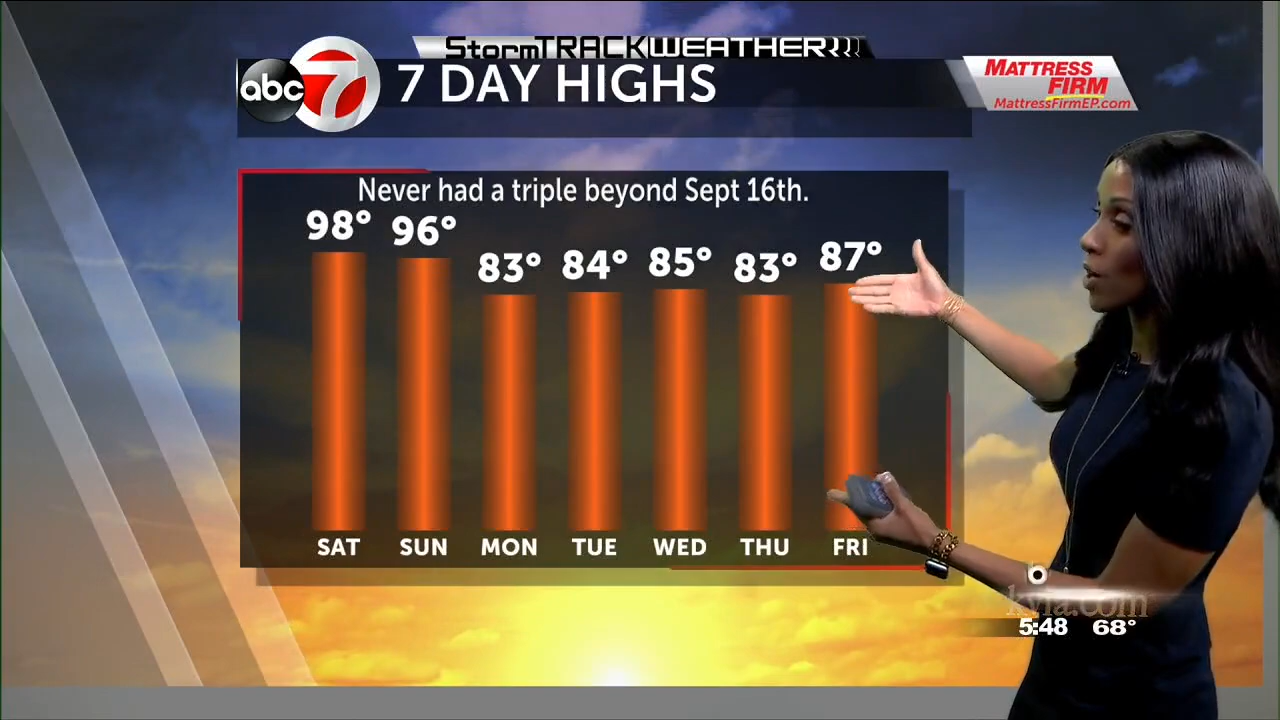 StormTRACKWEATHER
abc 7 7 DAY HIGHS
MATTRESS
FIRM
MattressFirmEP.com
Never had a triple beyond Sept 16th.
98° 96° 83° 84° 85° 83° 87°
SAT SUN MON TUE WED THU FRI
kvia.com
5:48 68°